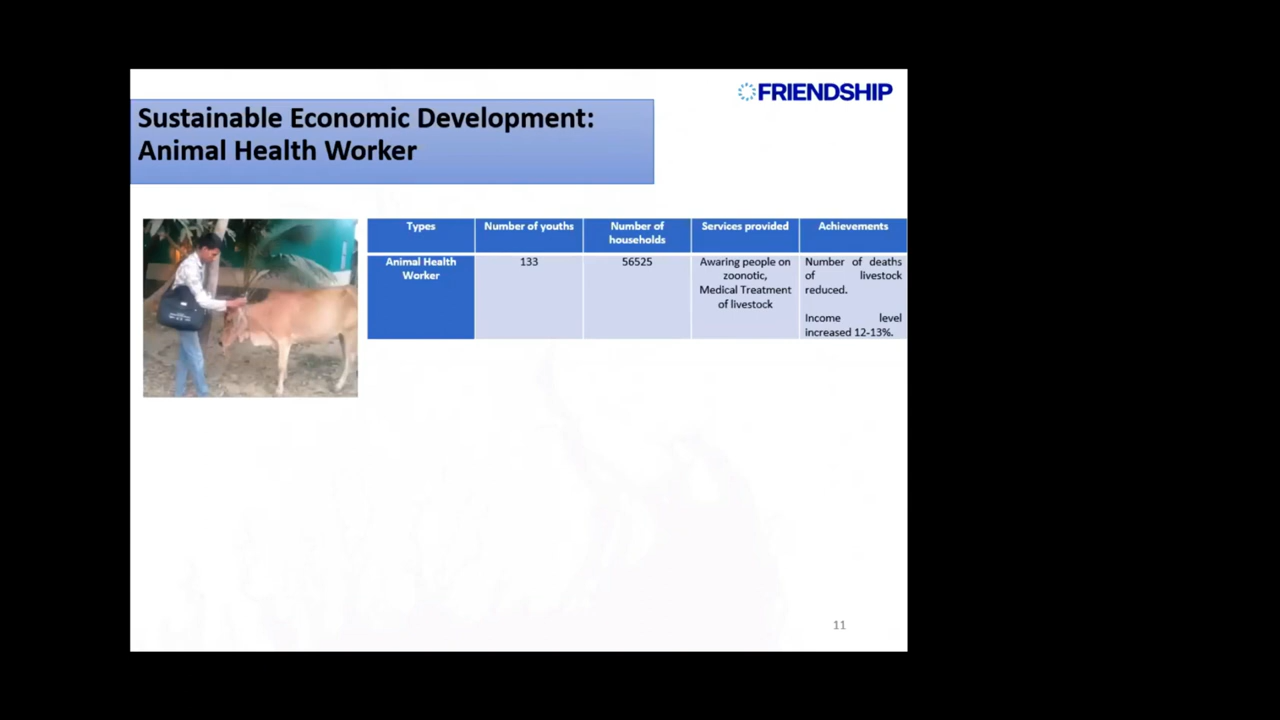 FRIENDSHIP
Sustainable Economic Development:
Animal Health Worker
Types
Number of youths
Number of
households
Services provided
Achievements
Animal Health
Worker
133
56525
Awaring people on
zoonotic,
Medical Treatment
of livestock
Number of deaths
of livestock
reduced.
Income level
increased 12-13%.
11